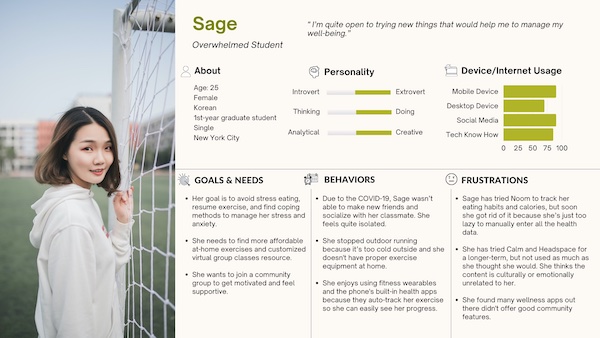 Sage
Overwhelmed Student
" I'm quite open to trying new things that would help me to manage my
well-being."
About
Age: 25
Female
Korean
1st-year graduate student
Single
New York City
Personality
Introvert Extrovert
Thinking Doing
Analytical Creative
Device/Internet Usage
Mobile Device
Desktop Device
Social Media
Tech Know How
0 25 50 75 100
GOALS & NEEDS
Her goal is to avoid stress eating,
resume exercise, and find coping
methods to manage her stress and
anxiety.
She needs to find more affordable
at-home exercises and customized
virtual group classes resource.
She wants to join a community
group to get motivated and feel
supportive.
BEHAVIORS
Due to the COVID-19, Sage wasn't
able to make new friends and
socialize with her classmate. She
feels quite isolated.
She stopped outdoor running
because it's too cold outside and she
doesn't have proper exercise
equipment at home.
She enjoys using fitness wearables
and the phone's built-in health apps
because they auto-track her exercise
so she can easily see her progress.
FRUSTRATIONS
Sage has tried Noom to track her
eating habits and calories, but soon
she got rid of it because she's just too
lazy to manually enter all the health
data.
She has tried Calm and Headspace for
a longer-term, but not used as much as
she thought she would. She thinks the
content is culturally or emotionally
unrelated to her.
She found many wellness apps out
there didn't offer good community
features.